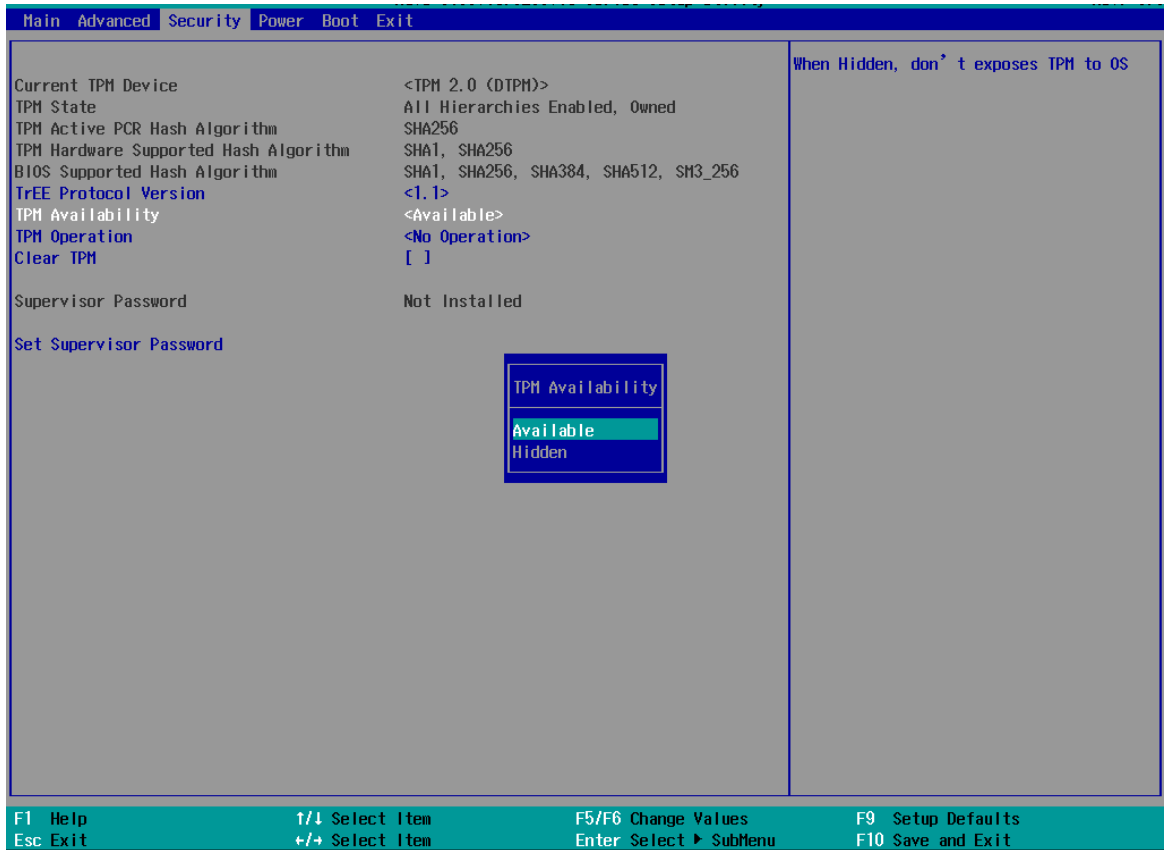 Main Advanced Security Power Boot Exit
When Hidden, don't exposes TPM to OS
Current TPM Device <TPM 2.0 (DTPM)>
TPM State All Hierarchies Enabled, Owned
TPM Active PCR Hash Algorithm SHA256
TPM Hardware Supported Hash Algorithm SHA1, SHA256
BIOS Supported Hash Algorithm SHA1, SHA256, SHA384, SHA512, SM3_256
TrEE Protocol Version <1.1>
TPM Availability <Available>
TPM Operation <No Operation>
Clear TPM [ ]
Supervisor Password Not Installed
Set Supervisor Password
TPM Availability
Available
Hidden
F1 Help ↑/↓ Select Item F5/F6 Change Values F9 Setup Defaults
Esc Exit ←/→ Select Item Enter Select ▶ SubMenu F10 Save and Exit